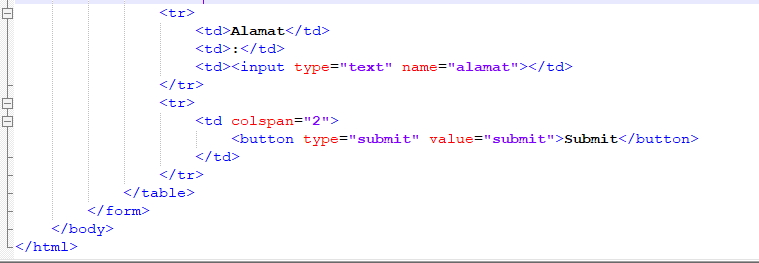 <tr>
<td>Alamat</td>
<td>:</td>
<td><input type="text" name="alamat"></td>
</tr>
<tr>
<td colspan="2">
<button type="submit" value="submit">Submit</button>
</td>
</tr>
</table>
</form>
</body>
</html>